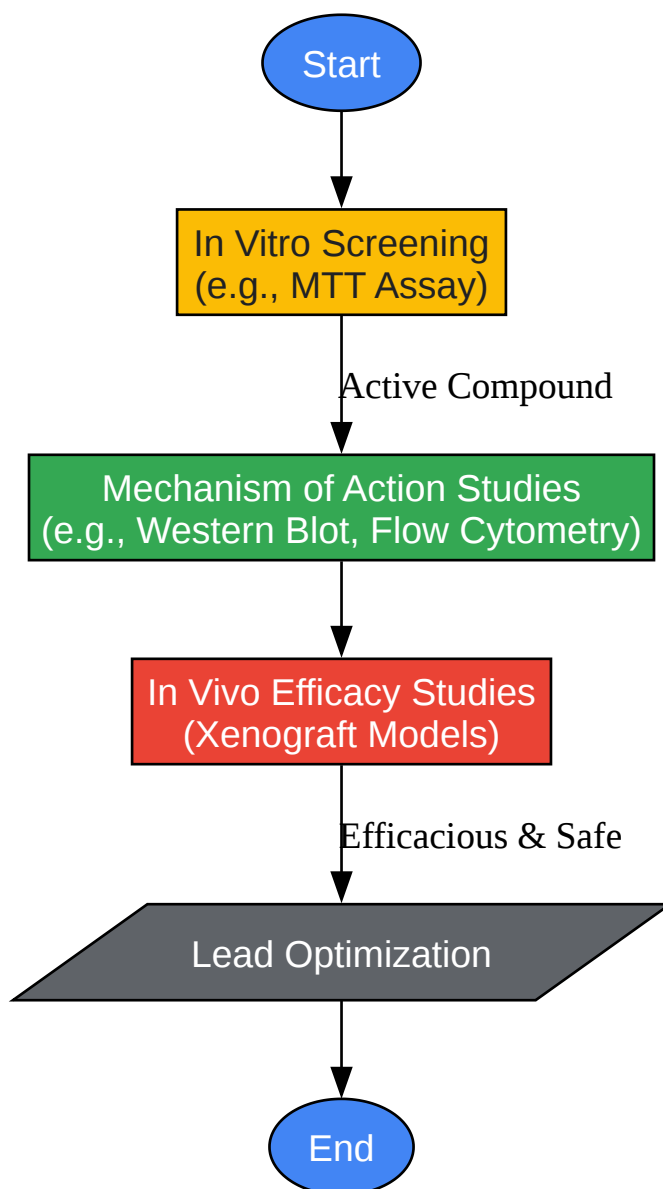 Start
In Vitro Screening
(e.g., MTT Assay)
Active Compound
Mechanism of Action Studies
(e.g., Western Blot, Flow Cytometry)
In Vivo Efficacy Studies
(Xenograft Models)
Efficacious & Safe
Lead Optimization
End